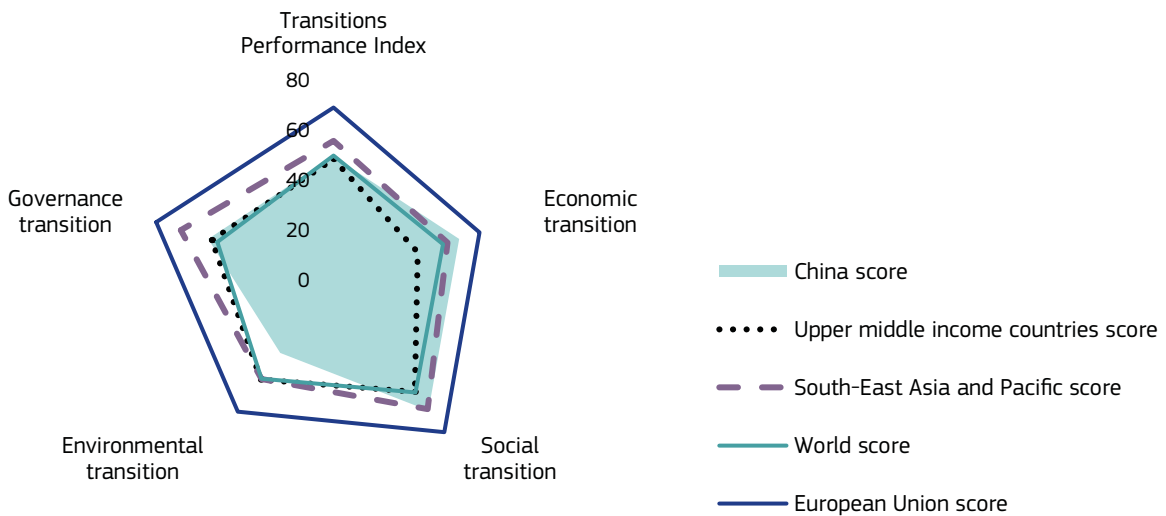 Transitions
Performance Index
80
60
40
20
0
Governance
transition
Economic
transition
Environmental
transition
Social
transition
China score
Upper middle income countries score
South-East Asia and Pacific score
World score
European Union score